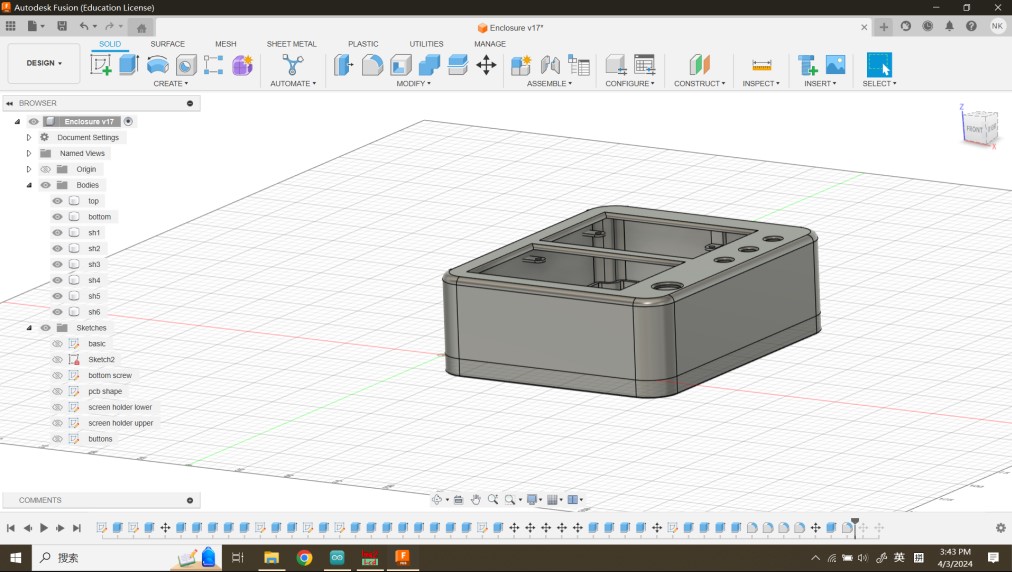 Autodesk Fusion (Education License)
Enclosure v17*
NK
DESIGN
SOLID SURFACE MESH SHEET METAL PLASTIC UTILITIES MANAGE
CREATE AUTOMATE MODIFY ASSEMBLE CONFIGURE CONSTRUCT INSPECT INSERT SELECT
BROWSER
Enclosure v17
Document Settings
Named Views
Origin
Bodies
top
bottom
sh1
sh2
sh3
sh4
sh5
sh6
Sketches
basic
Sketch2
bottom screw
pcb shape
screen holder lower
screen holder upper
buttons
Z
FRONT
X
COMMENTS
搜索
英
3:43 PM
4/3/2024